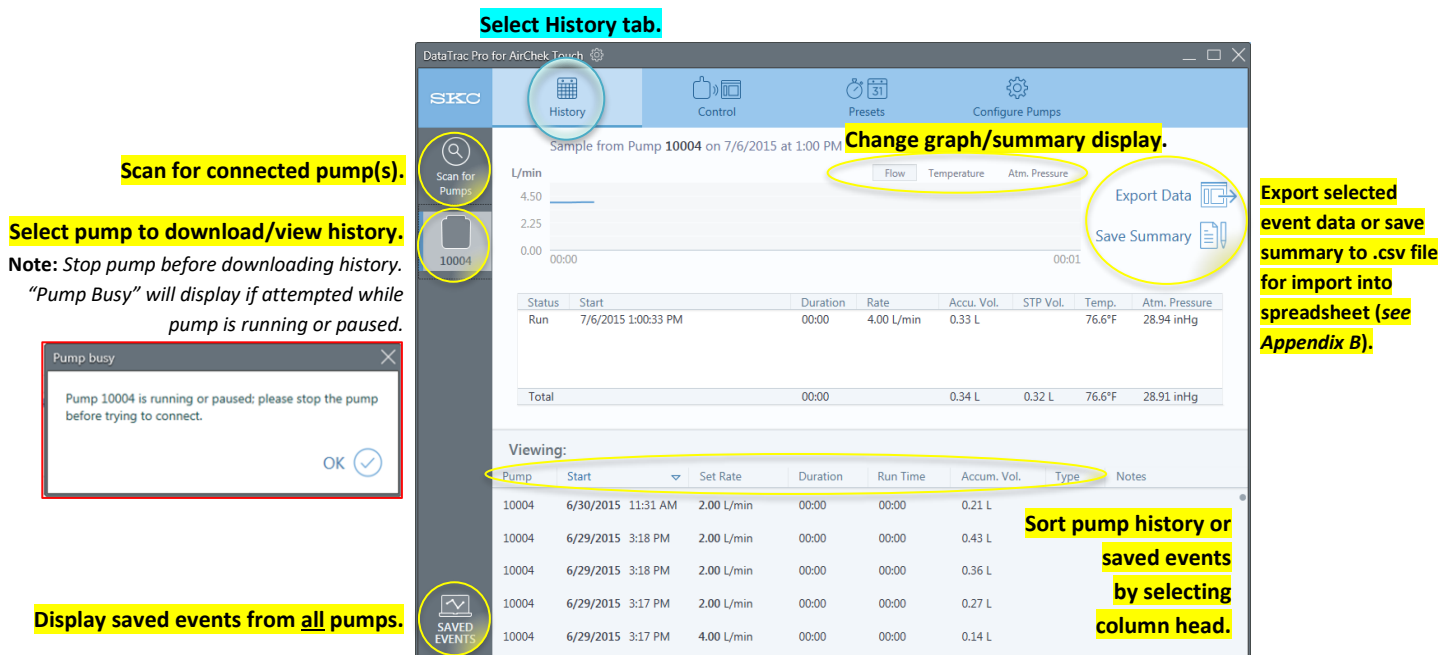 Select History tab.
DataTrac Pro for AirChek Touch
SKC
History
Control
31
Presets
Configure Pumps
Scan for connected pump(s).
Scan for
Pumps
Sample from Pump 10004 on 7/6/2015 at 1:00 PM
Change graph/summary display.
L/min
Flow Temperature Atm. Pressure
4.50
2.25
0.00
00:00 00:01
Export Data
Save Summary
Export selected
event data or save
summary to .csv file
for import into
spreadsheet (see
Appendix B).
Select pump to download/view history.
10004
Note: Stop pump before downloading history.
“Pump Busy” will display if attempted while
pump is running or paused.
Pump busy
Pump 10004 is running or paused; please stop the pump
before trying to connect.
OK
Status Start Duration Rate Accu. Vol. STP Vol. Temp. Atm. Pressure
Run 7/6/2015 1:00:33 PM 00:00 4.00 L/min 0.33 L 76.6°F 28.94 inHg
Total 00:00 0.34 L 0.32 L 76.6°F 28.91 inHg
Viewing:
Pump Start Set Rate Duration Run Time Accum. Vol. Type Notes
10004 6/30/2015 11:31 AM 2.00 L/min 00:00 00:00 0.21 L
10004 6/29/2015 3:18 PM 2.00 L/min 00:00 00:00 0.43 L
10004 6/29/2015 3:18 PM 2.00 L/min 00:00 00:00 0.36 L
10004 6/29/2015 3:17 PM 2.00 L/min 00:00 00:00 0.27 L
10004 6/29/2015 3:17 PM 4.00 L/min 00:00 00:00 0.14 L
Sort pump history or
saved events
by selecting
column head.
Display saved events from all pumps.
SAVED
EVENTS